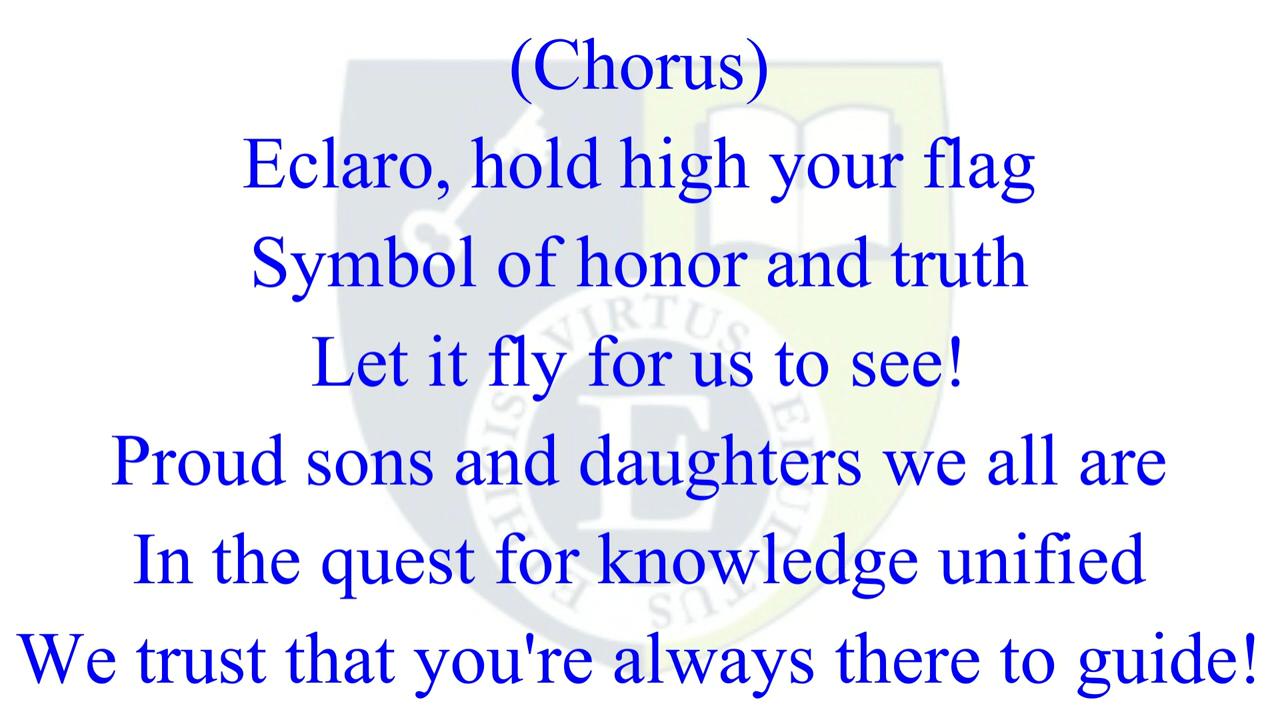 (Chorus)
Eclaro, hold high your flag
Symbol of honor and truth
Let it fly for us to see!
Proud sons and daughters we all are
In the quest for knowledge unified
We trust that you're always there to guide!
VIRTUS
E